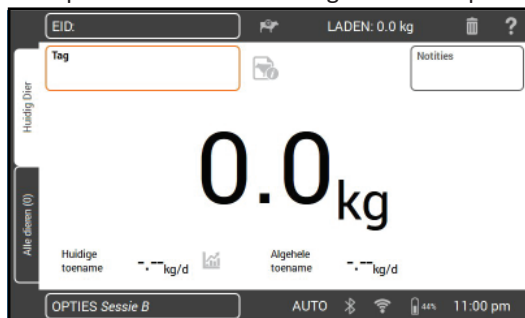 EID:
LADEN: 0.0 kg
?
Huidig Dier
Tag
Notities
0.0kg
Alle dieren (0)
Huidige
toename
-.--kg/d
Algehele
toename
-.--kg/d
OPTIES Sessie B
AUTO
44%
11:00 pm